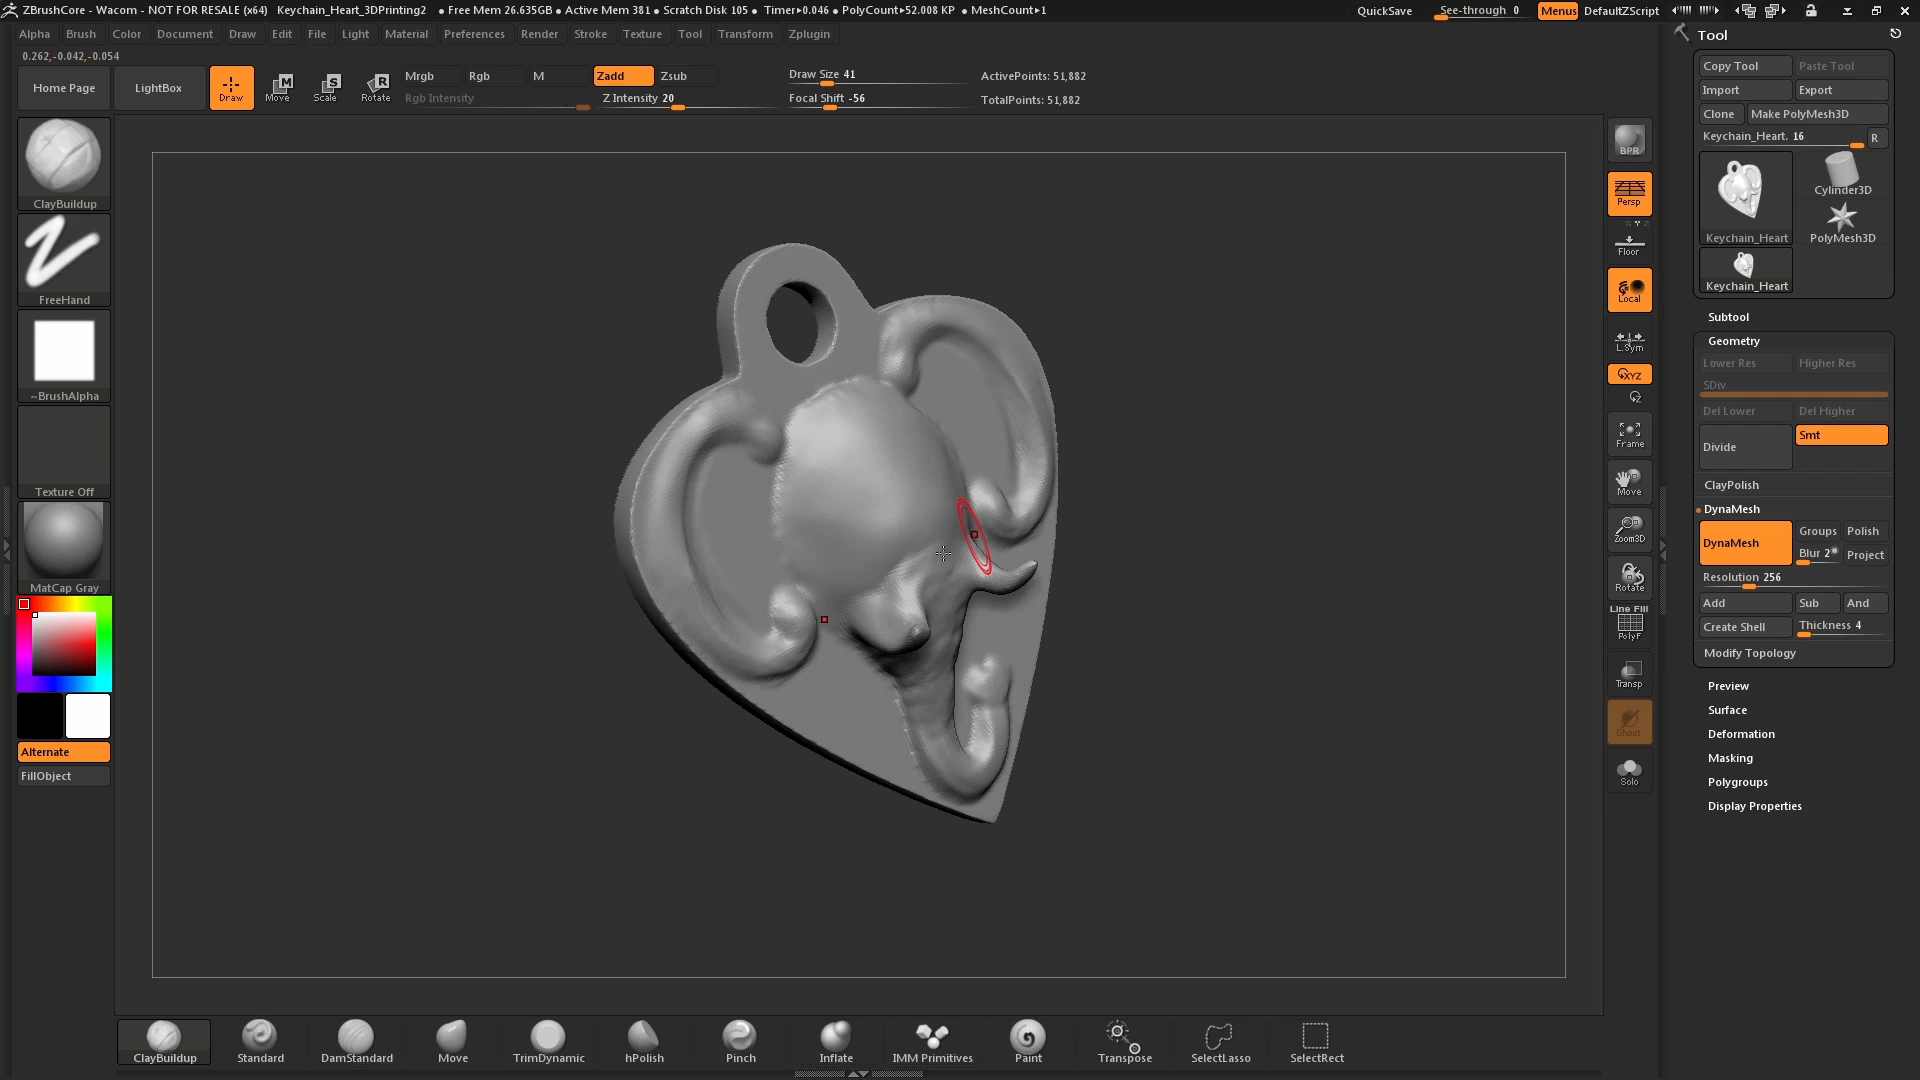 ZBrushCore - Wacom - NOT FOR RESALE (x64) Keychain_Heart_3DPrinting2 • Free Mem 26.635GB • Active Mem 381 • Scratch Disk 105 • Timer▸0.046 • PolyCount▸52.008 KP • MeshCount▸1 QuickSave See-through 0 Menus DefaultZScript
Alpha Brush Color Document Draw Edit File Light Material Preferences Render Stroke Texture Tool Transform Zplugin
0.262,-0.042,-0.054
Home Page
LightBox
Draw
Move
Scale
Rotate
Mrgb Rgb M Zadd Zsub
Rgb Intensity Z Intensity 20
Draw Size 41
Focal Shift -56
ActivePoints: 51,882
TotalPoints: 51,882
ClayBuildup
FreeHand
~BrushAlpha
Texture Off
MatCap Gray
Alternate
FillObject
BPR
Persp
Floor
Local
L.Sym
XYZ
Frame
Move
Zoom3D
Rotate
Line Fill
PolyF
Transp
Ghost
Solo
Tool
Copy Tool Paste Tool
Import Export
Clone Make PolyMesh3D
Keychain_Heart. 16 R
Keychain_Heart
Cylinder3D
PolyMesh3D
Keychain_Heart
Subtool
Geometry
Lower Res Higher Res
SDiv
Del Lower Del Higher
Divide Smt
ClayPolish
DynaMesh
DynaMesh Groups Polish
Blur 2 Project
Resolution 256
Add Sub And
Create Shell Thickness 4
Modify Topology
Preview
Surface
Deformation
Masking
Polygroups
Display Properties
ClayBuildup Standard DamStandard Move TrimDynamic hPolish Pinch Inflate IMM Primitives Paint Transpose SelectLasso SelectRect